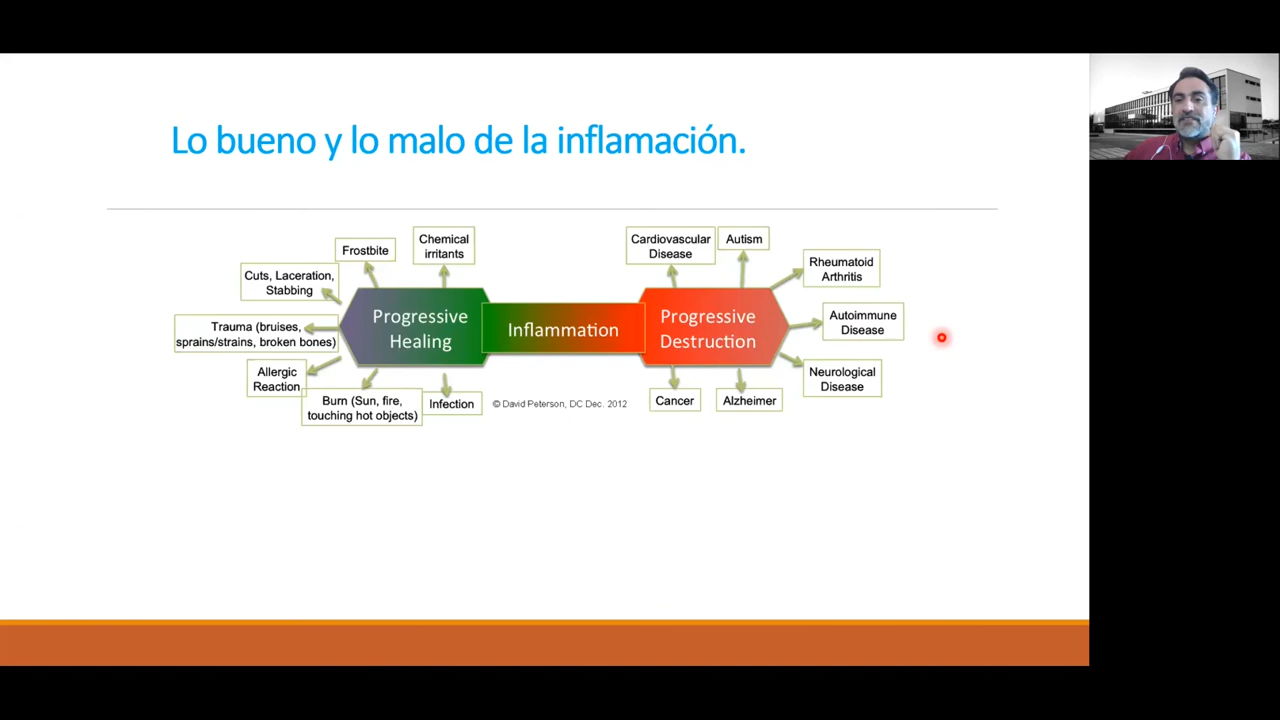 Lo bueno y lo malo de la inflamación.
Frostbite
Chemical
irritants
Cuts, Laceration,
Stabbing
Trauma (bruises,
sprains/strains, broken bones)
Allergic
Reaction
Burn (Sun, fire,
touching hot objects)
Infection
Progressive
Healing
Inflammation
Progressive
Destruction
Cardiovascular
Disease
Autism
Rheumatoid
Arthritis
Autoimmune
Disease
Neurological
Disease
Alzheimer
Cancer
© David Peterson, DC Dec. 2012